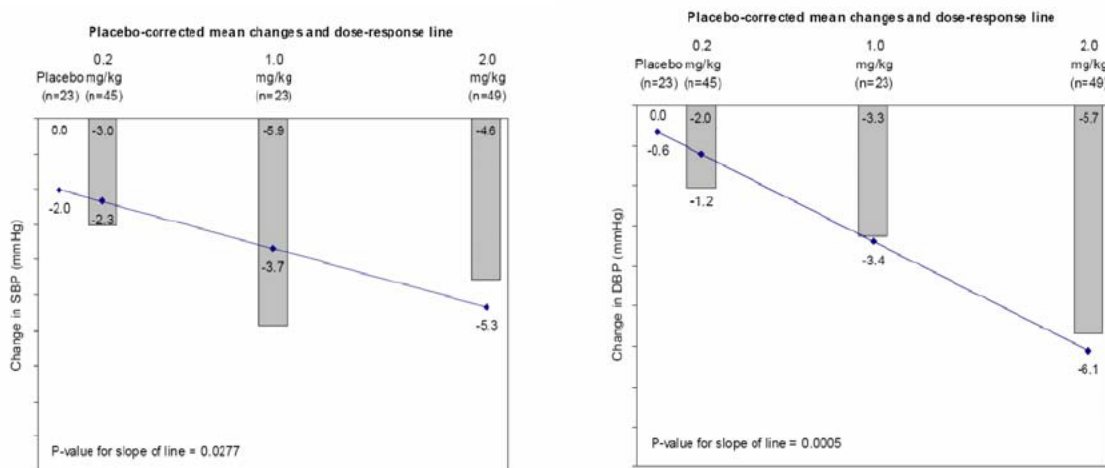 Placebo-corrected mean changes and dose-response line
0.2 1.0 2.0
Placebo mg/kg mg/kg mg/kg
(n=23) (n=45) (n=23) (n=49)
0.0 -3.0 -5.9 -4.6
-2.0
-2.3
-3.7
-5.3
Change in SBP (mmHg)
P-value for slope of line = 0.0277
Placebo-corrected mean changes and dose-response line
0.2 1.0 2.0
Placebo mg/kg mg/kg mg/kg
(n=23) (n=45) (n=23) (n=49)
0.0 -2.0 -3.3 -5.7
-0.6
-1.2
-3.4
-6.1
Change in DBP (mmHg)
P-value for slope of line = 0.0005